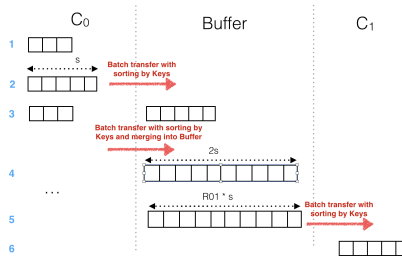 C0 Buffer C1
1
s
Batch transfer with
sorting by Keys
2
3
Batch transfer with sorting by
Keys and merging into Buffer
2s
4
...
R01 * s
Batch transfer with
sorting by Keys
5
6